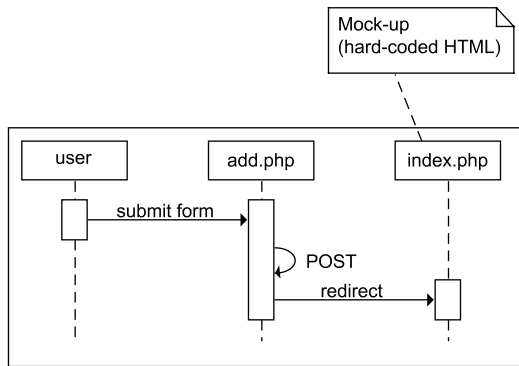 Mock-up
(hard-coded HTML)
user
add.php
index.php
submit form
POST
redirect